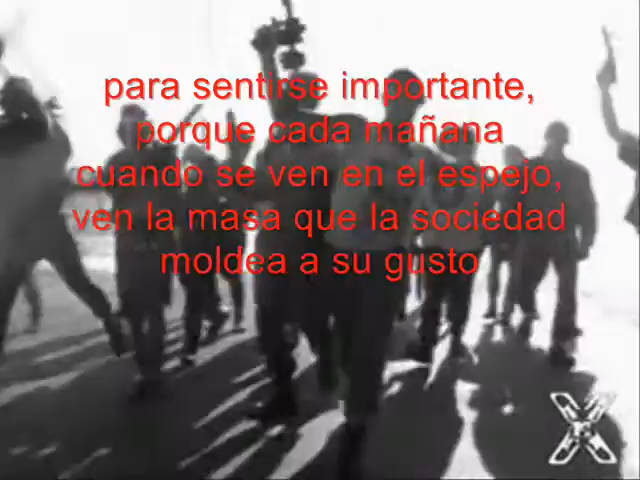 para sentirse importante,
porque cada mañana
cuando se ven en el espejo,
ven la masa que la sociedad
moldea a su gusto